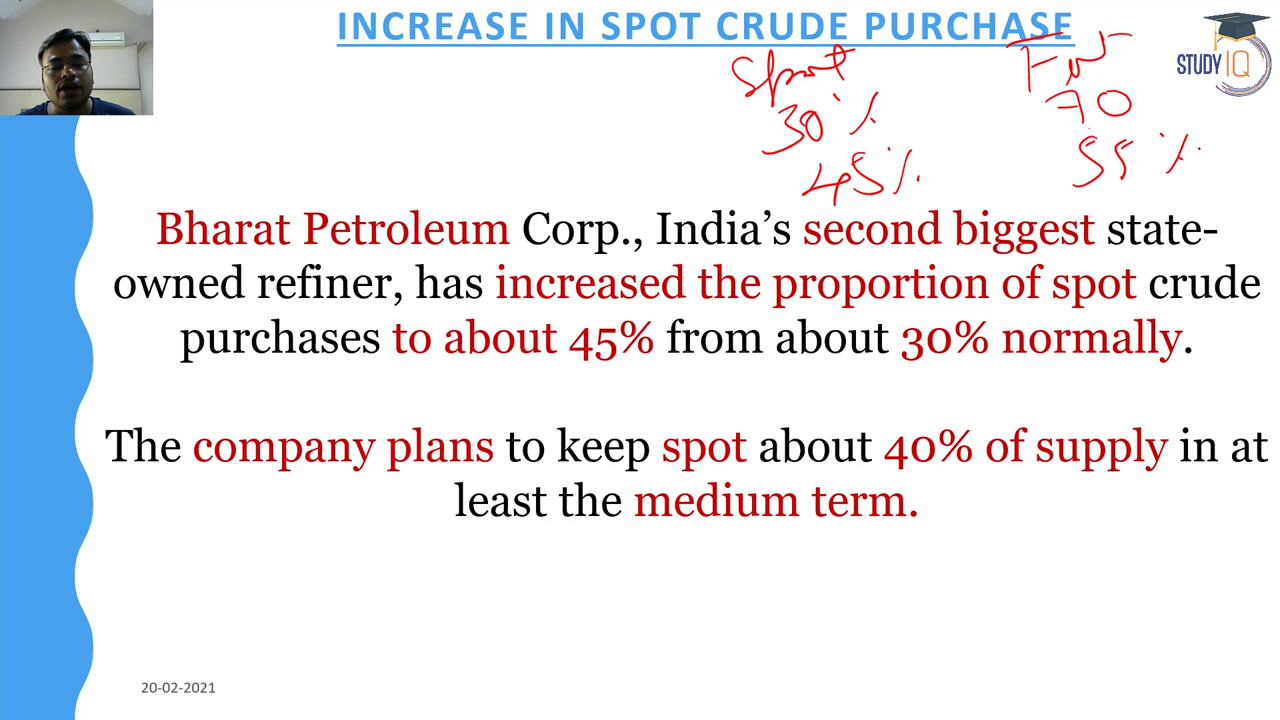 INCREASE IN SPOT CRUDE PURCHASE
STUDY IQ
Spot
30%
45%
Fut
70
55%
Bharat Petroleum Corp., India’s second biggest state-
owned refiner, has increased the proportion of spot crude
purchases to about 45% from about 30% normally.
The company plans to keep spot about 40% of supply in at
least the medium term.
20-02-2021